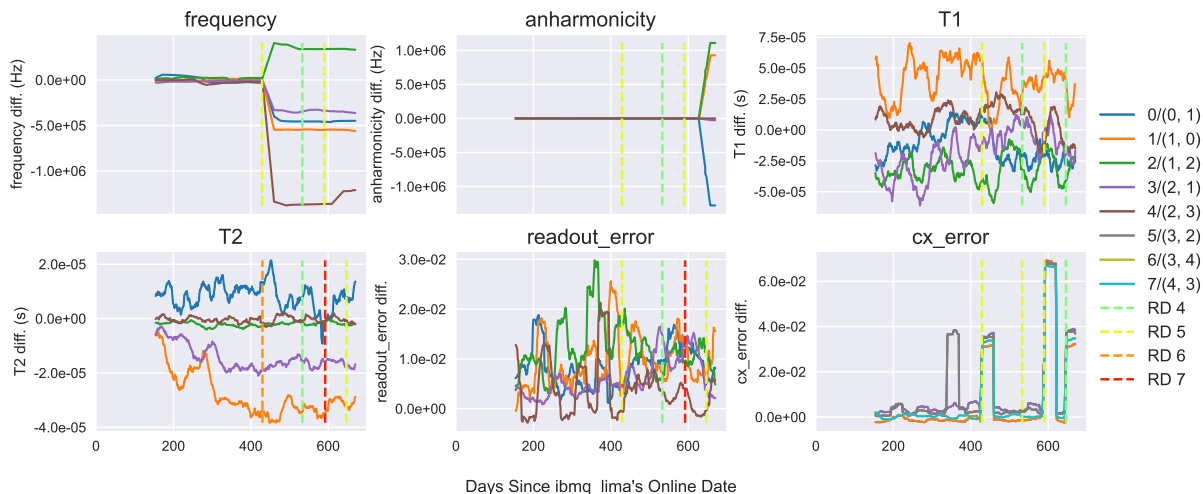 frequency
anharmonicity
T1
frequency diff. (Hz)
0.0e+00
-5.0e+05
-1.0e+06
anharmonicity diff. (Hz)
1.0e+06
5.0e+05
0.0e+00
-5.0e+05
-1.0e+06
T1 diff. (s)
7.5e-05
5.0e-05
2.5e-05
0.0e+00
-2.5e-05
-5.0e-05
T2
readout_error
cx_error
T2 diff. (s)
2.0e-05
0.0e+00
-2.0e-05
-4.0e-05
0 200 400 600
readout_error diff.
3.0e-02
2.0e-02
1.0e-02
0.0e+00
0 200 400 600
cx_error diff.
6.0e-02
4.0e-02
2.0e-02
0.0e+00
0 200 400 600
0/(0, 1)
1/(1, 0)
2/(1, 2)
3/(2, 1)
4/(2, 3)
5/(3, 2)
6/(3, 4)
7/(4, 3)
RD 4
RD 5
RD 6
RD 7
Days Since ibmq_lima's Online Date